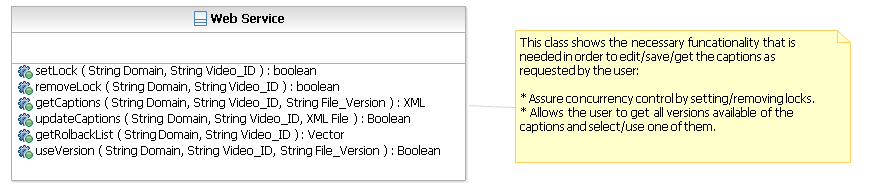 Web Service
setLock ( String Domain, String Video_ID ) : boolean
removeLock ( String Domain, String Video_ID ) : boolean
getCaptions ( String Domain, String Video_ID, String File_Version ) : XML
updateCaptions ( String Domain, String Video_ID, XML File ) : Boolean
getRolbackList ( String Domain, String Video_ID ) : Vector
useVersion ( String Domain, String Video_ID, String File_Version ) : Boolean
This class shows the necessary funcationality that is
needed in order to edit/save/get the captions as
requested by the user:
* Assure concurrency control by setting/removing locks.
* Allows the user to get all versions available of the
captions and select/use one of them.